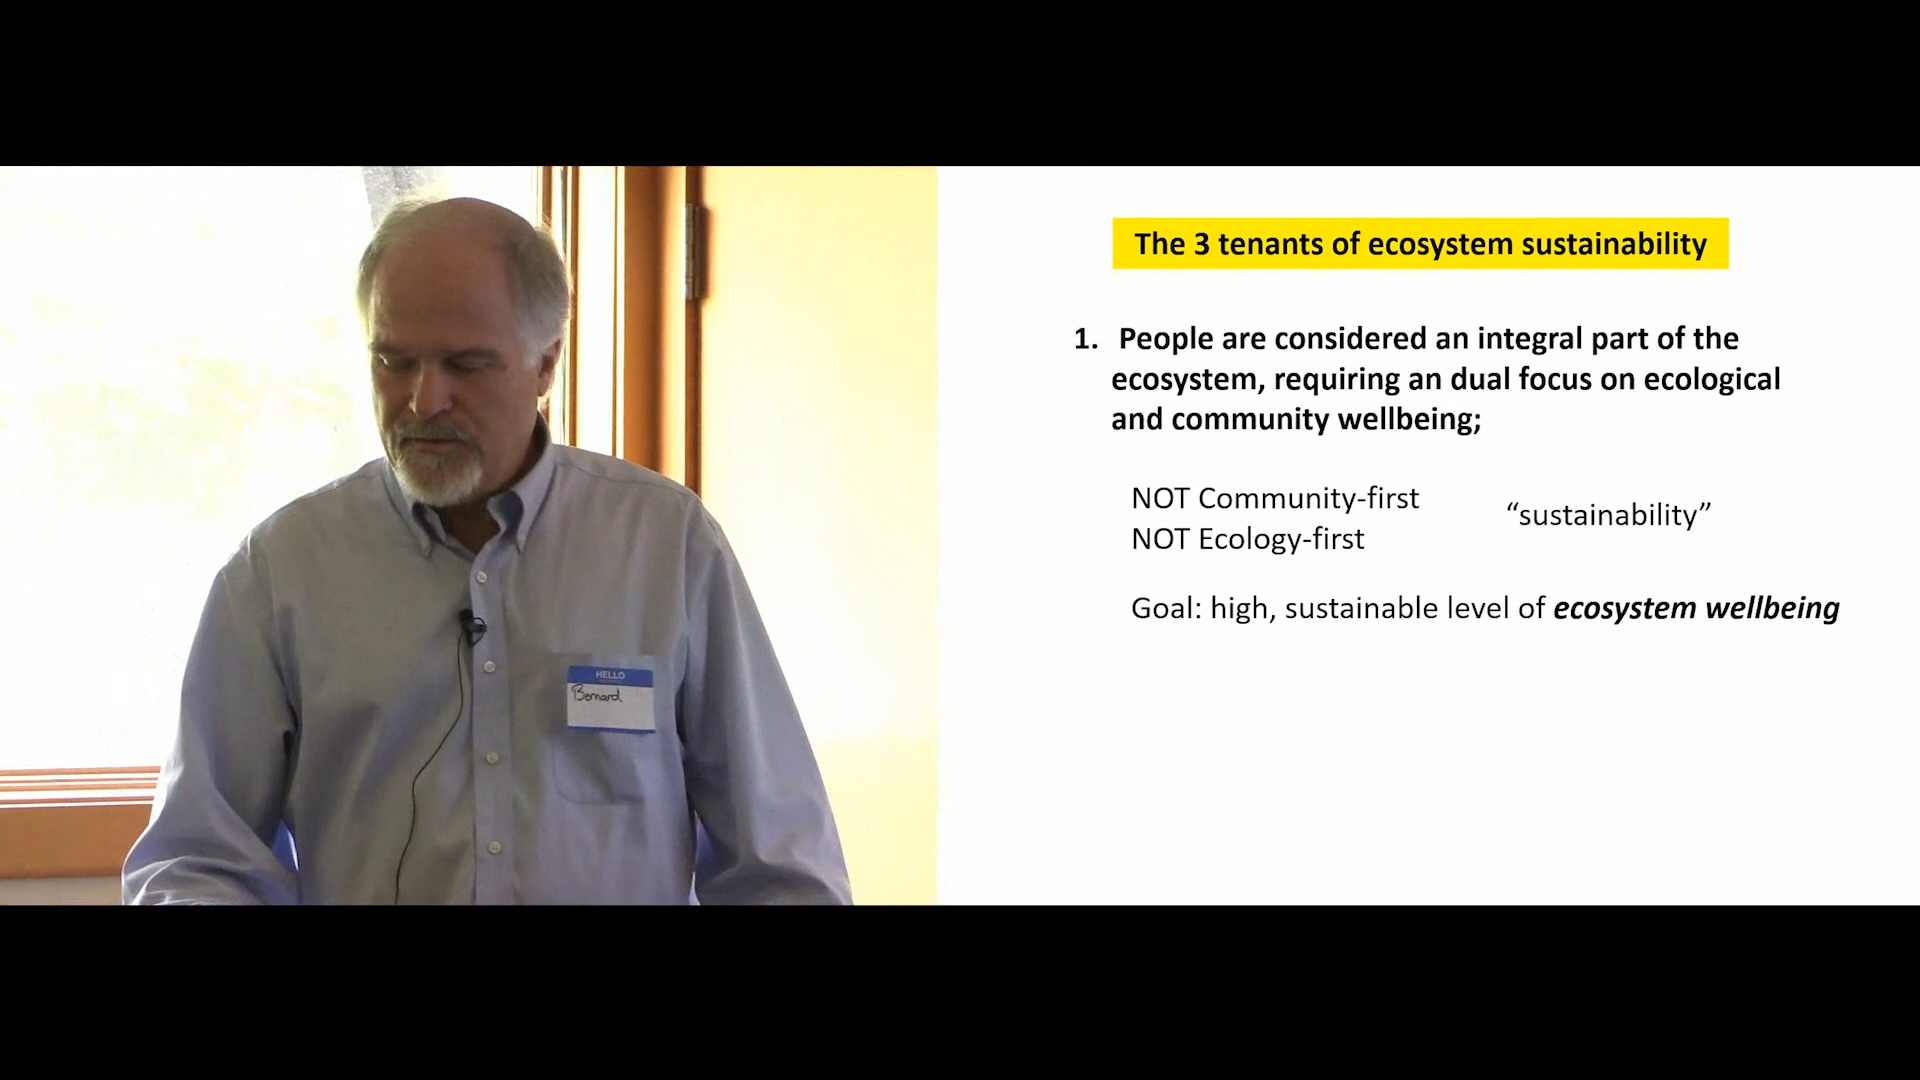 HELLO
Bernard
The 3 tenants of ecosystem sustainability
1. People are considered an integral part of the
ecosystem, requiring an dual focus on ecological
and community wellbeing;
NOT Community-first
NOT Ecology-first
“sustainability”
Goal: high, sustainable level of ecosystem wellbeing